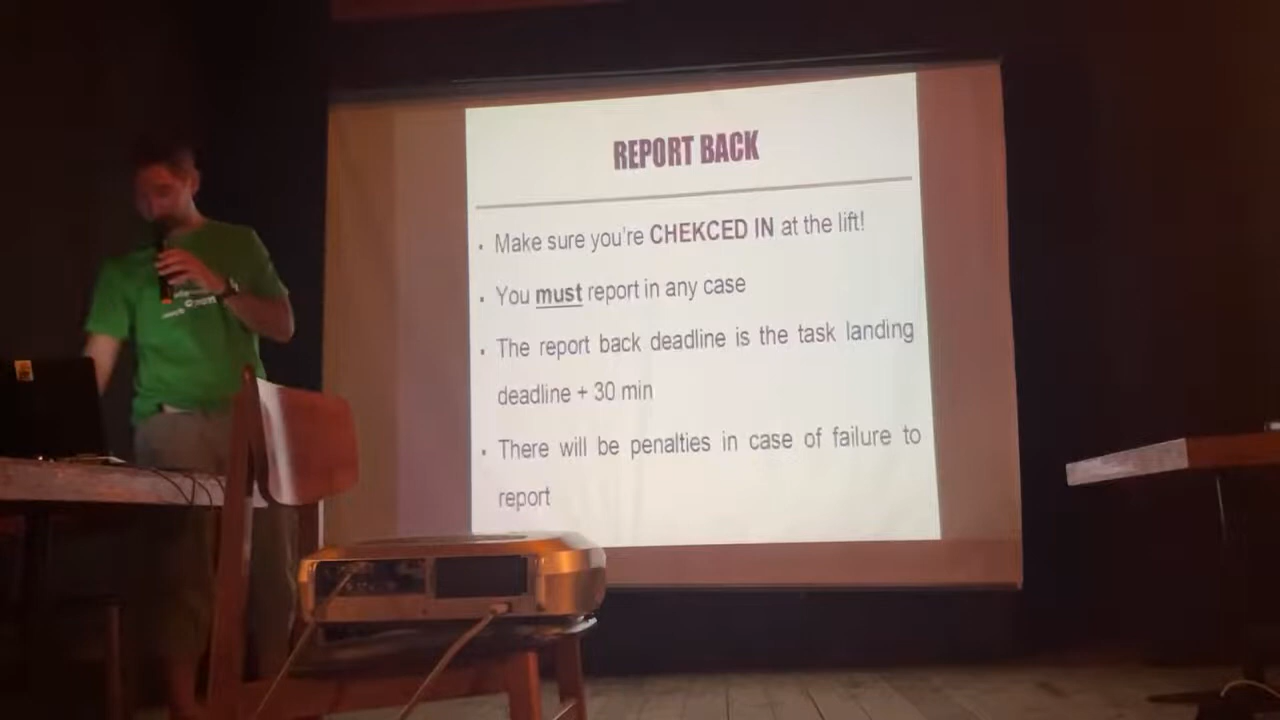 REPORT BACK
• Make sure you're CHEKCED IN at the lift!
• You must report in any case
• The report back deadline is the task landing
deadline + 30 min
• There will be penalties in case of failure to
report